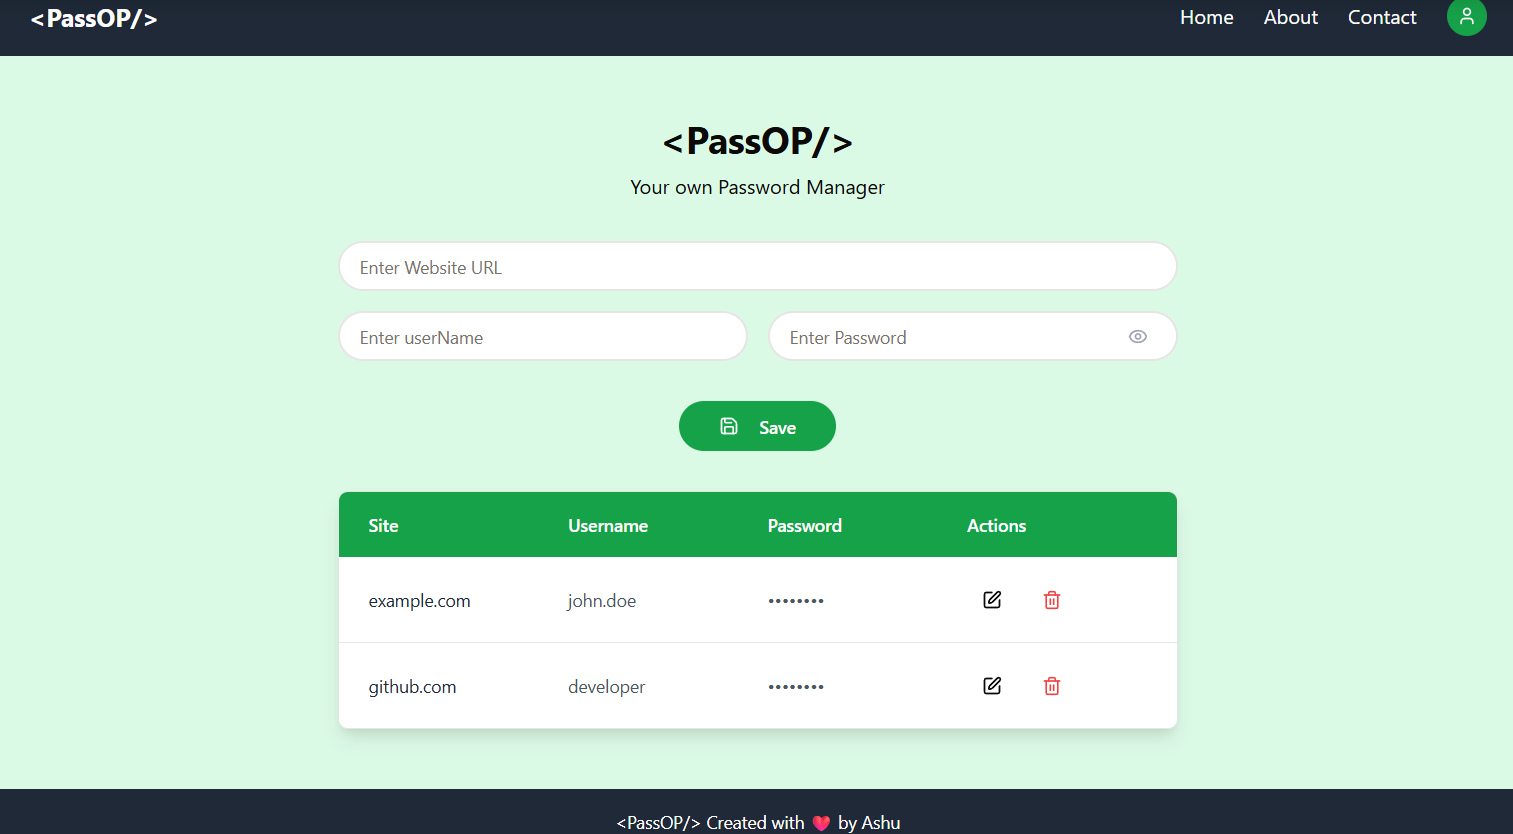 <PassOP/> Home About Contact
<PassOP/>
Your own Password Manager
Enter Website URL
Enter userName Enter Password
Save
Site Username Password Actions
example.com john.doe ••••••••
github.com developer ••••••••
<PassOP/> Created with ❤️ by Ashu